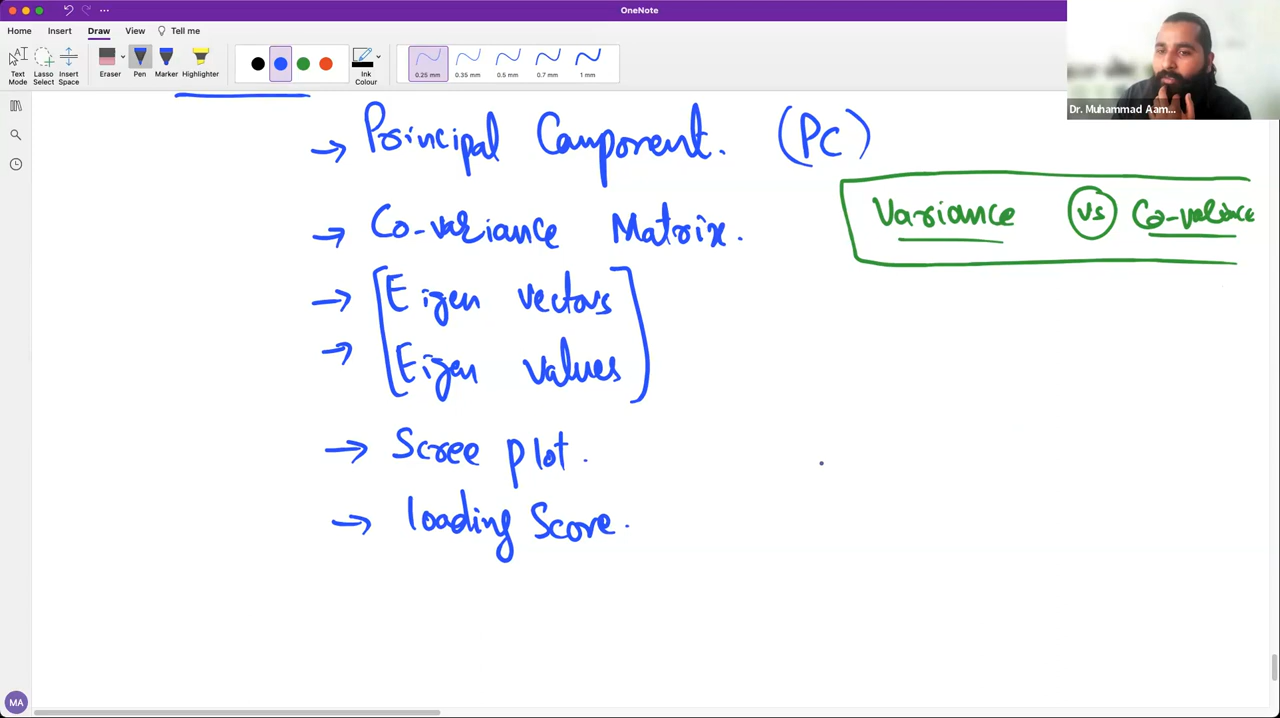 OneNote
Home Insert Draw View Tell me
Text Mode Lasso Select Insert Space Eraser Pen Marker Highlighter 0.25 mm 0.35 mm 0.5 mm 0.7 mm 1 mm
Ink Colour
Dr. Muhammad Aam...
→ Principal Component. (PC)
Variance vs Co-variance
→ Co-variance Matrix.
→ [Eigen vectors]
→ [Eigen values]
→ Scree plot.
→ loading Score.
MA